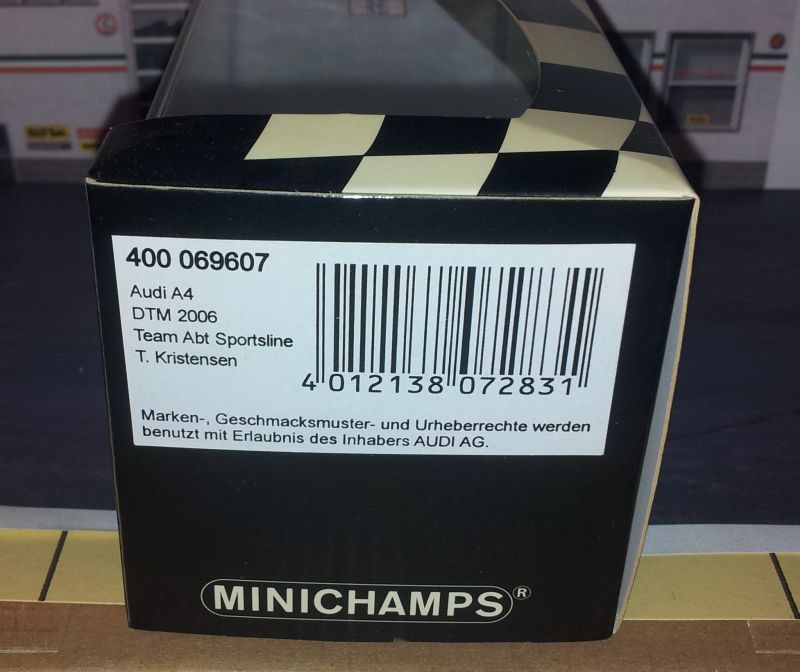 400 069607
Audi A4
DTM 2006
Team Abt Sportsline
T. Kristensen
4 012138 072831
Marken-, Geschmacksmuster- und Urheberrechte werden
benutzt mit Erlaubnis des Inhabers AUDI AG.
MINICHAMPS®